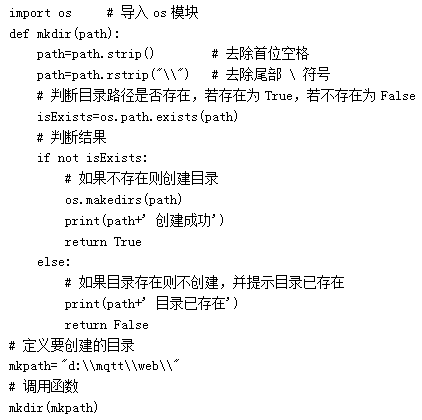 import os     # 导入 os 模块
def mkdir(path):
    path=path.strip()        # 去除首位空格
    path=path.rstrip("\\")   # 去除尾部 \ 符号
    # 判断目录路径是否存在，若存在为 True，若不存在为 False
    isExists=os.path.exists(path)
    # 判断结果
    if not isExists:
        # 如果不存在则创建目录
        os.makedirs(path)
        print(path+' 创建成功')
        return True
    else:
        # 如果目录存在则不创建，并提示目录已存在
        print(path+' 目录已存在')
        return False
# 定义要创建的目录
mkpath= "d:\\mqtt\\web\\"
# 调用函数
mkdir(mkpath)